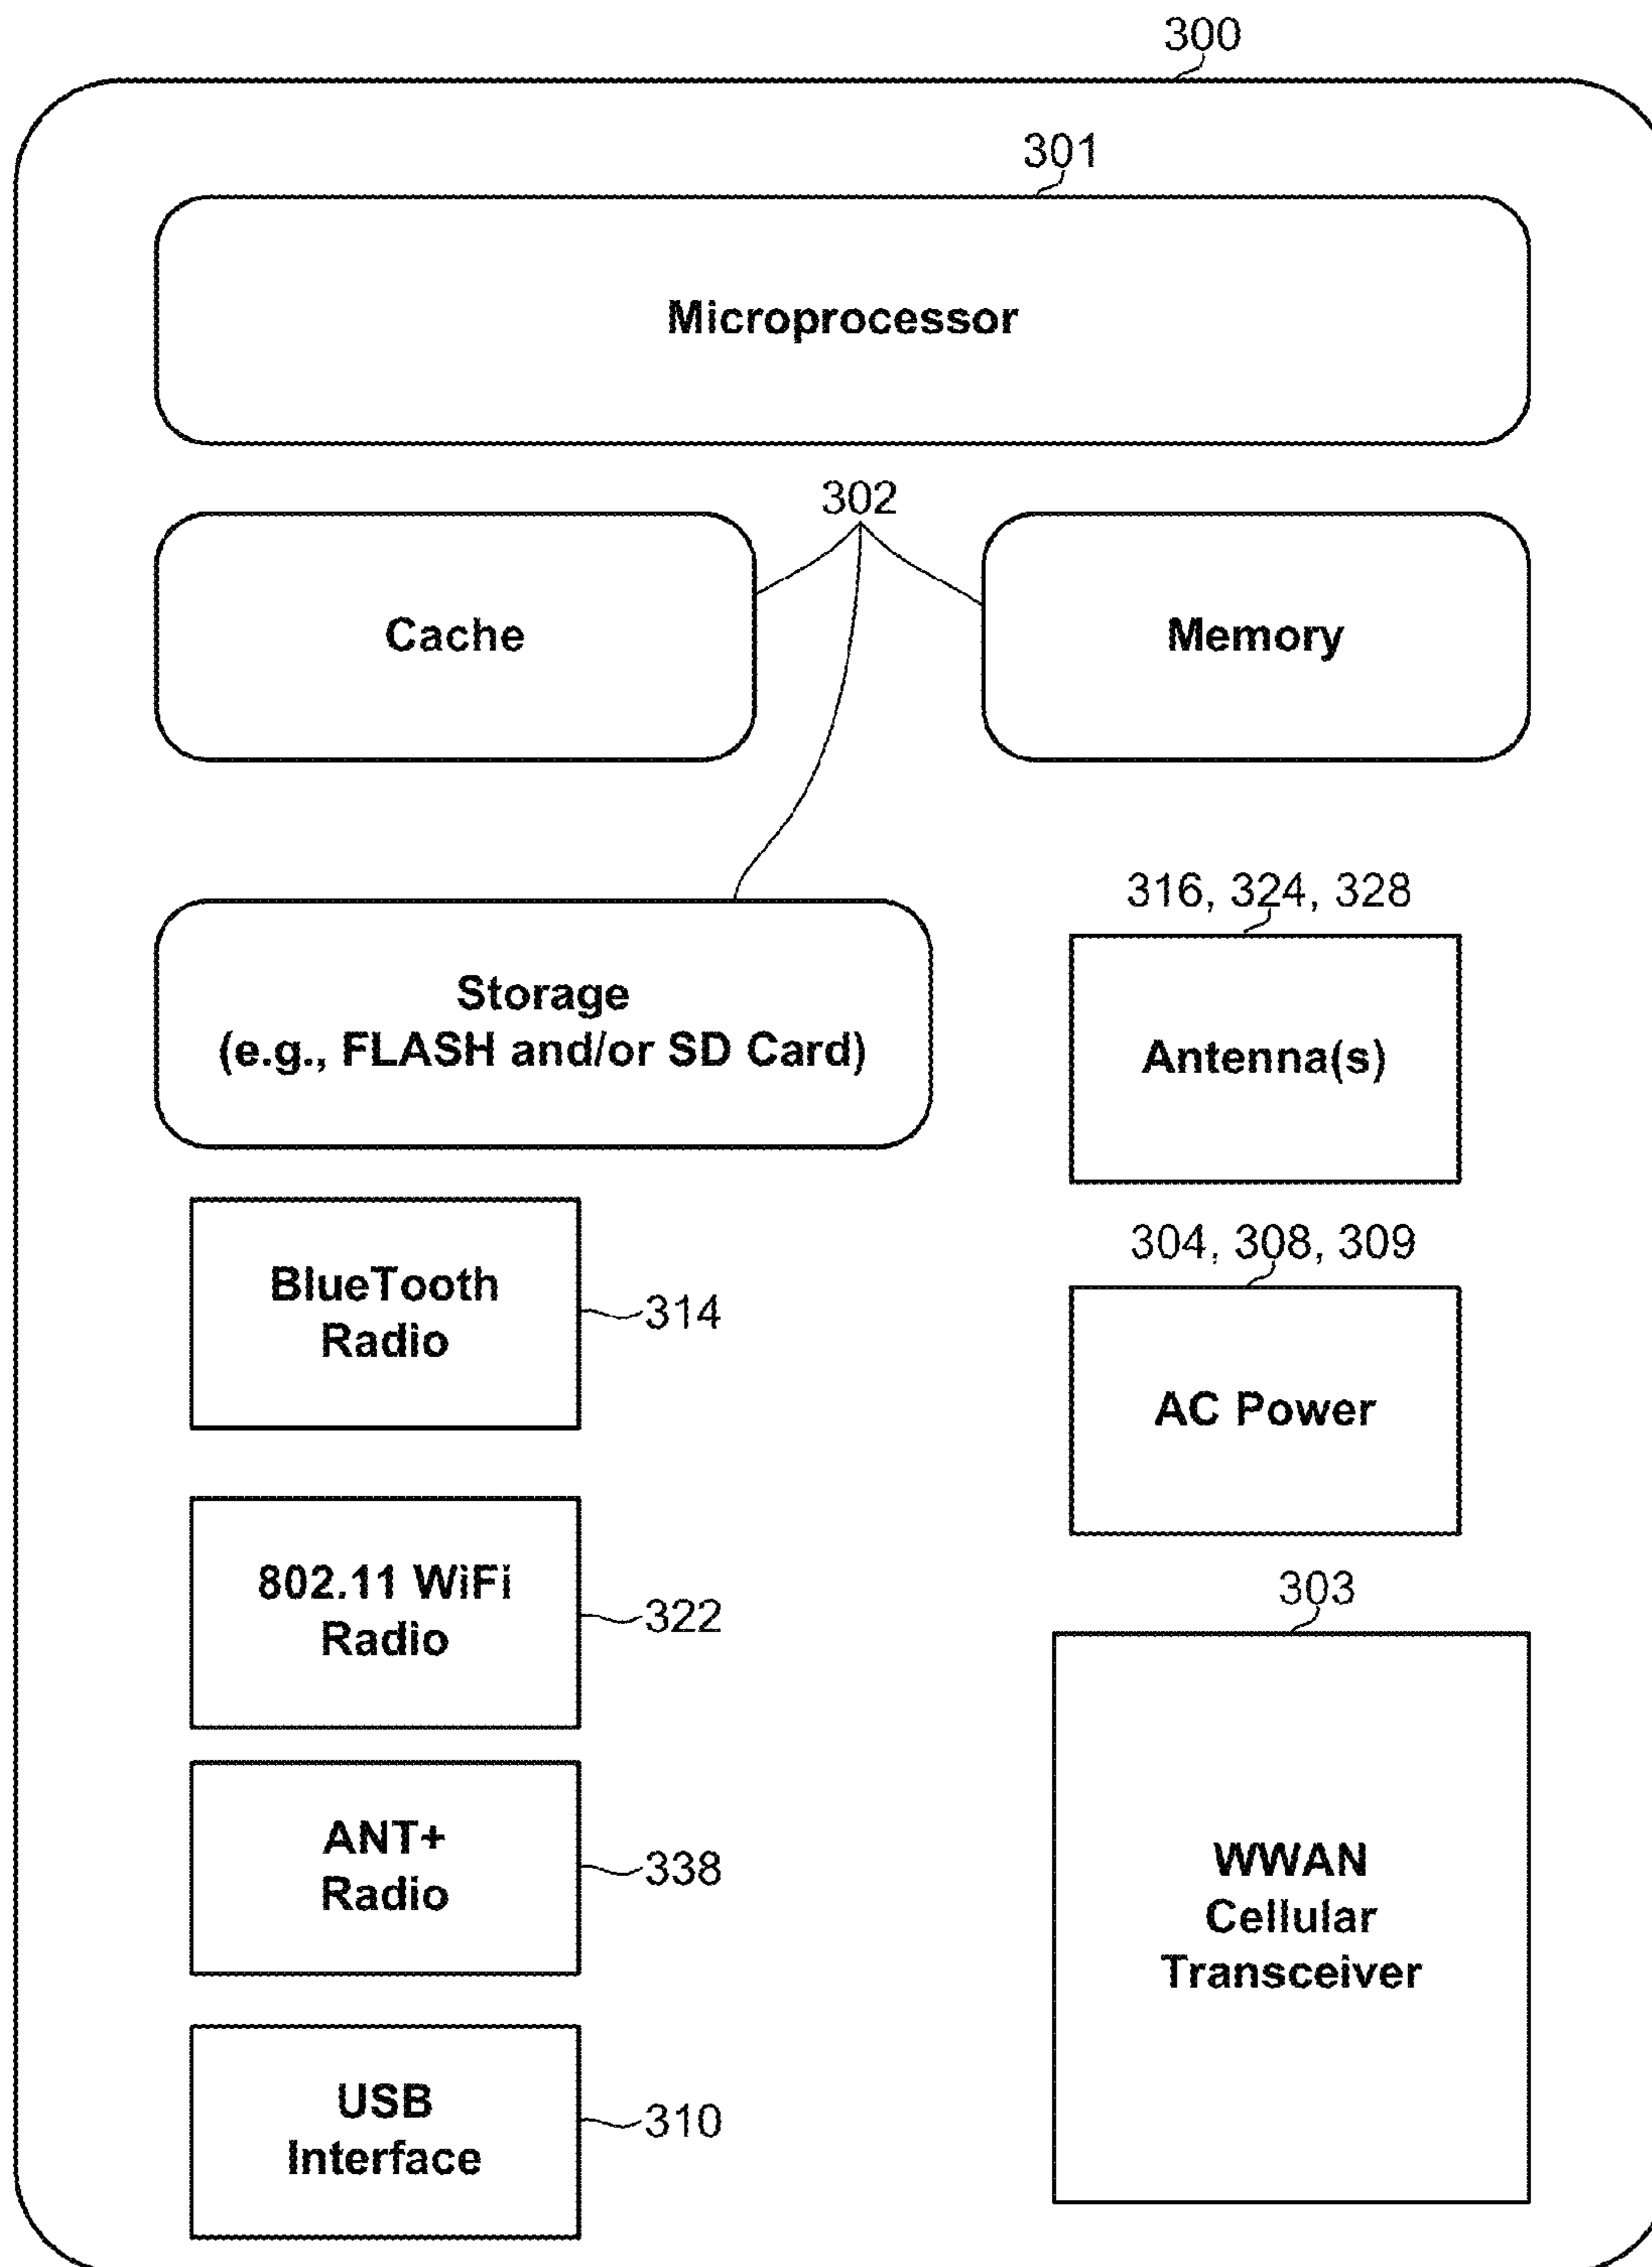 300
301
Microprocessor
302
Cache
Memory
Storage
(e.g., FLASH and/or SD Card)
316, 324, 328
Antenna(s)
BlueTooth
Radio
314
304, 308, 309
AC Power
802.11 WiFi
Radio
322
303
WWAN
Cellular
Transceiver
ANT+
Radio
338
USB
Interface
310